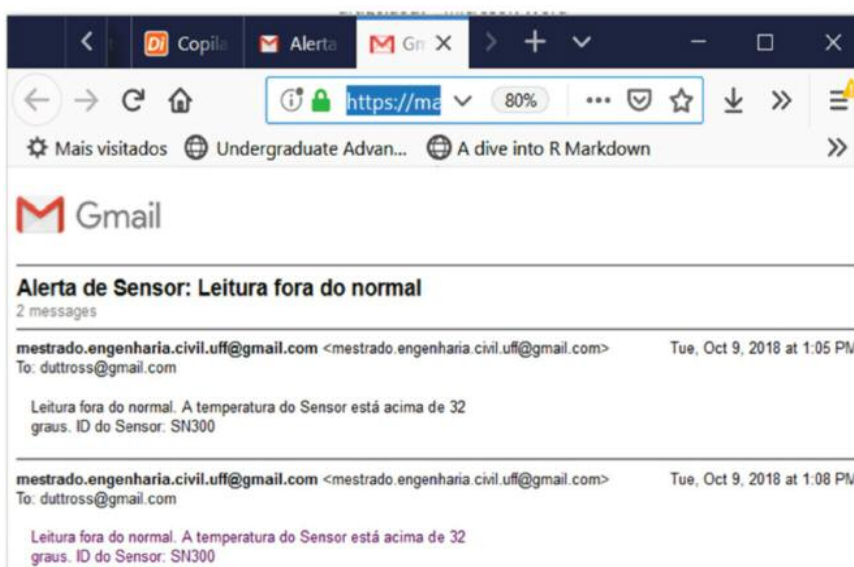 Di Copila
Alerta
Gm
https://ma
80%
Mais visitados
Undergraduate Advan...
A dive into R Markdown
Gmail
Alerta de Sensor: Leitura fora do normal
2 messages
mestrado.engenharia.civil.uff@gmail.com <mestrado.engenharia.civil.uff@gmail.com> Tue, Oct 9, 2018 at 1:05 PM
To: duttross@gmail.com
Leitura fora do normal. A temperatura do Sensor está acima de 32
graus. ID do Sensor: SN300
mestrado.engenharia.civil.uff@gmail.com <mestrado.engenharia.civil.uff@gmail.com> Tue, Oct 9, 2018 at 1:08 PM
To: duttross@gmail.com
Leitura fora do normal. A temperatura do Sensor está acima de 32
graus. ID do Sensor: SN300